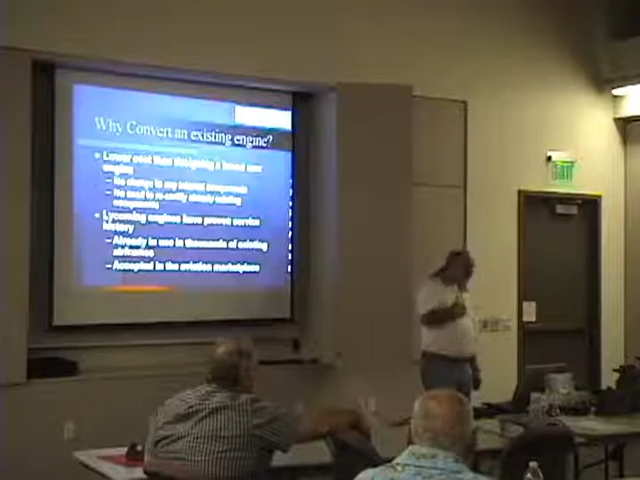 Why Convert an existing engine?
• Lower cost than designing a brand new
engine
– No change to any internal components
– No need to re-certify already existing
components
• Lycoming engines have proven service
history
– Already in use in thousands of existing
airframes
– Accepted in the aviation marketplace
EXIT